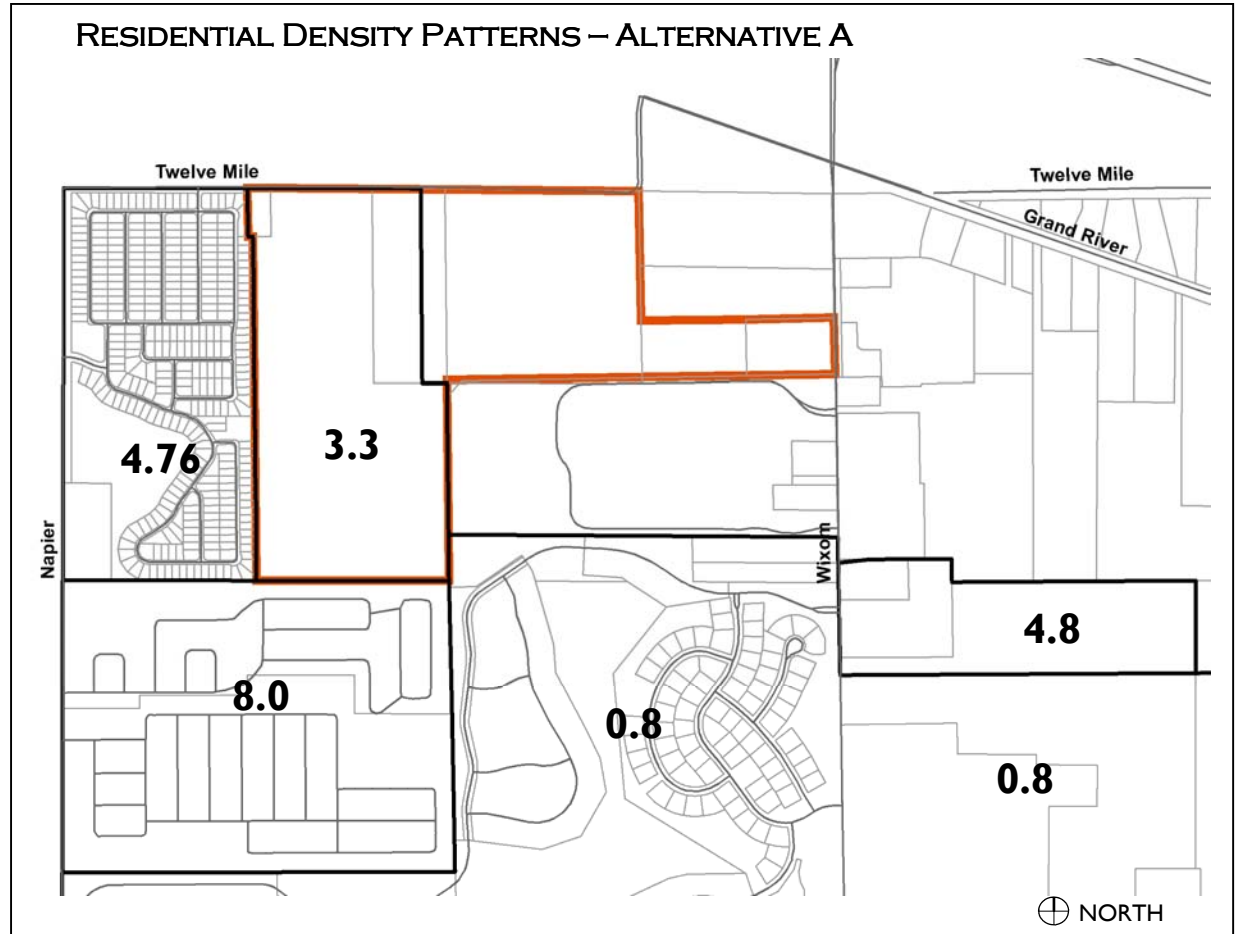 RESIDENTIAL DENSITY PATTERNS – ALTERNATIVE A
Twelve Mile
Twelve Mile
Grand River
4.76
3.3
Napier
Wixom
4.8
8.0
0.8
0.8
NORTH